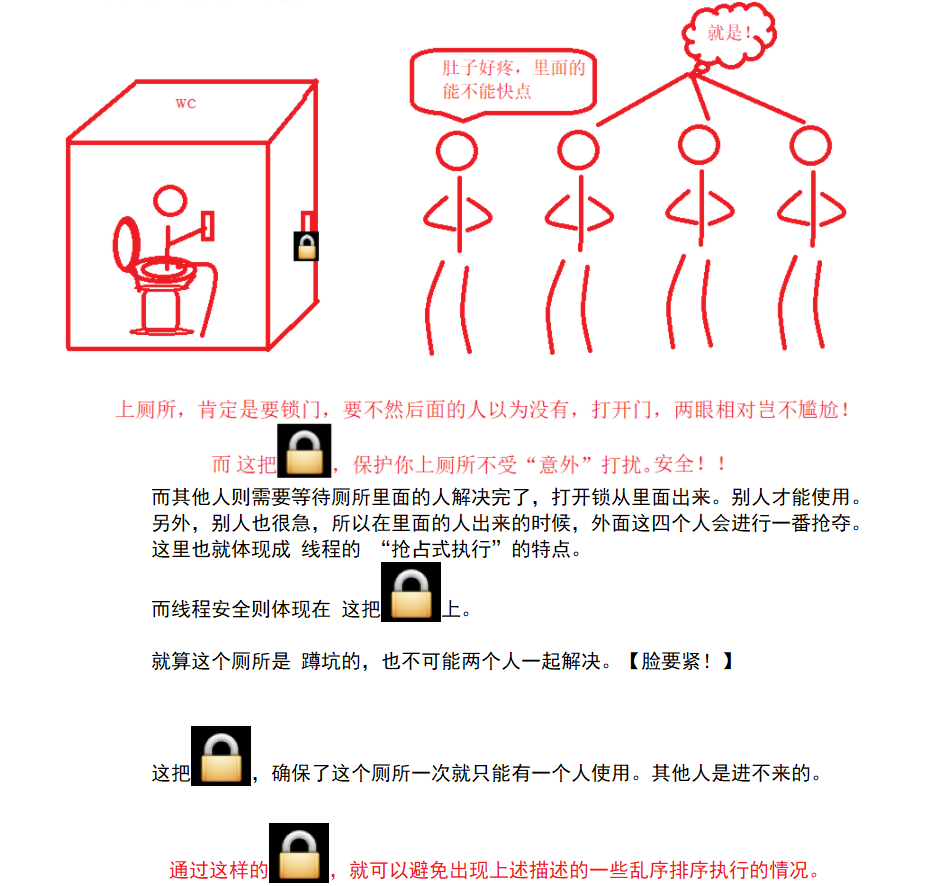 就是！
肚子好疼，里面的
能不能快点
WC
上厕所，肯定是要锁门，要不然后面的人以为没有，打开门，两眼相对岂不尴尬！
而 这把，保护你上厕所不受“意外”打扰。安全！！
而其他人则需要等待厕所里面的人解决完了，打开锁从里面出来。别人才能使用。
另外，别人也很急，所以在里面的人出来的时候，外面这四个人会进行一番抢夺。
这里也就体现成 线程的 “抢占式执行”的特点。
而线程安全则体现在 这把上。
就算这个厕所是 蹲坑的，也不可能两个人一起解决。【脸要紧！】
这把，确保了这个厕所一次就只能有一个人使用。其他人是进不来的。
通过这样的，就可以避免出现上述描述的一些乱序排序执行的情况。